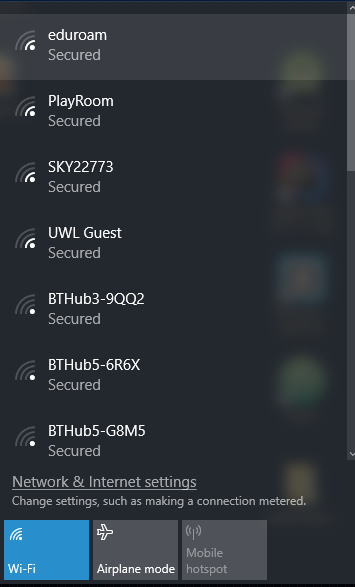 eduroam
Secured
PlayRoom
Secured
SKY22773
Secured
UWL Guest
Secured
BTHub3-9QQ2
Secured
BTHub5-6R6X
Secured
BTHub5-G8M5
Secured
Network & Internet settings
Change settings, such as making a connection metered.
Wi-Fi
Airplane mode
Mobile
hotspot